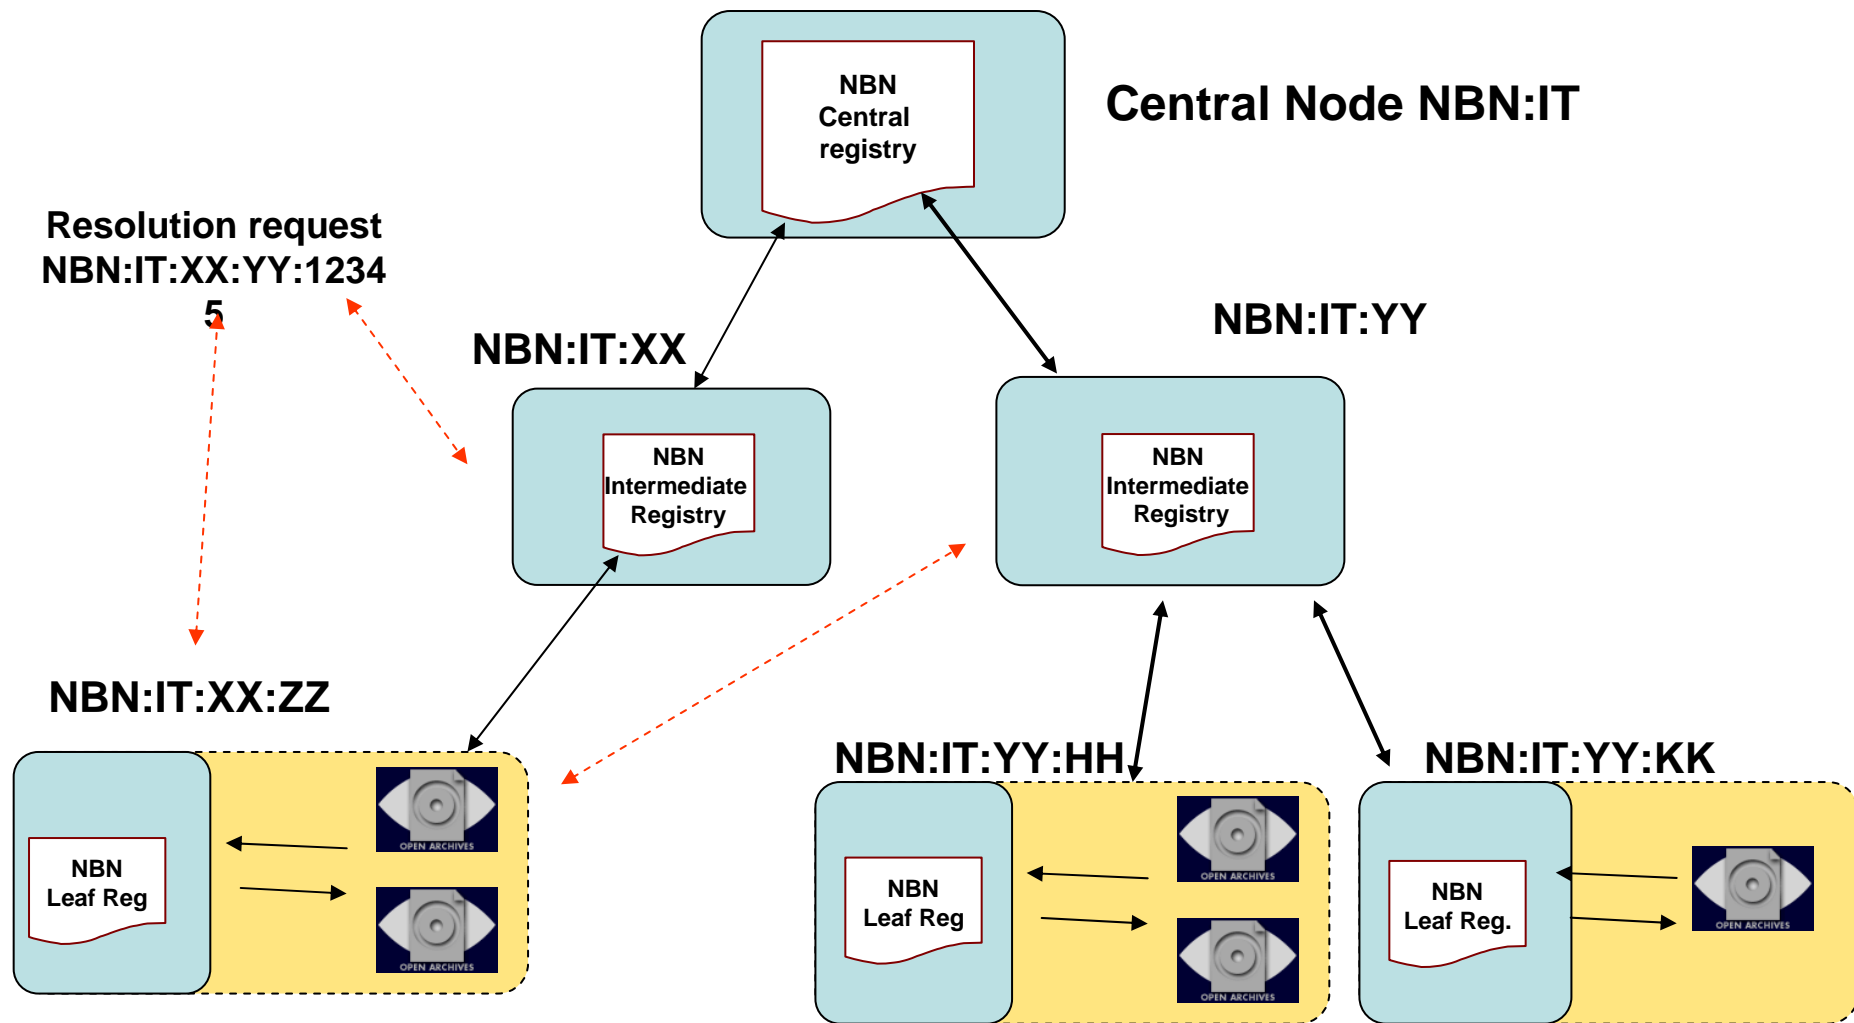 NBN
Central
registry
Central Node NBN:IT
Resolution request
NBN:IT:XX:YY:1234
5
NBN:IT:XX
NBN:IT:YY
NBN
Intermediate
Registry
NBN
Intermediate
Registry
NBN:IT:XX:ZZ
NBN:IT:YY:HH
NBN:IT:YY:KK
NBN
Leaf Reg
OPEN ARCHIVES
OPEN ARCHIVES
NBN
Leaf Reg
OPEN ARCHIVES
OPEN ARCHIVES
NBN
Leaf Reg.
OPEN ARCHIVES